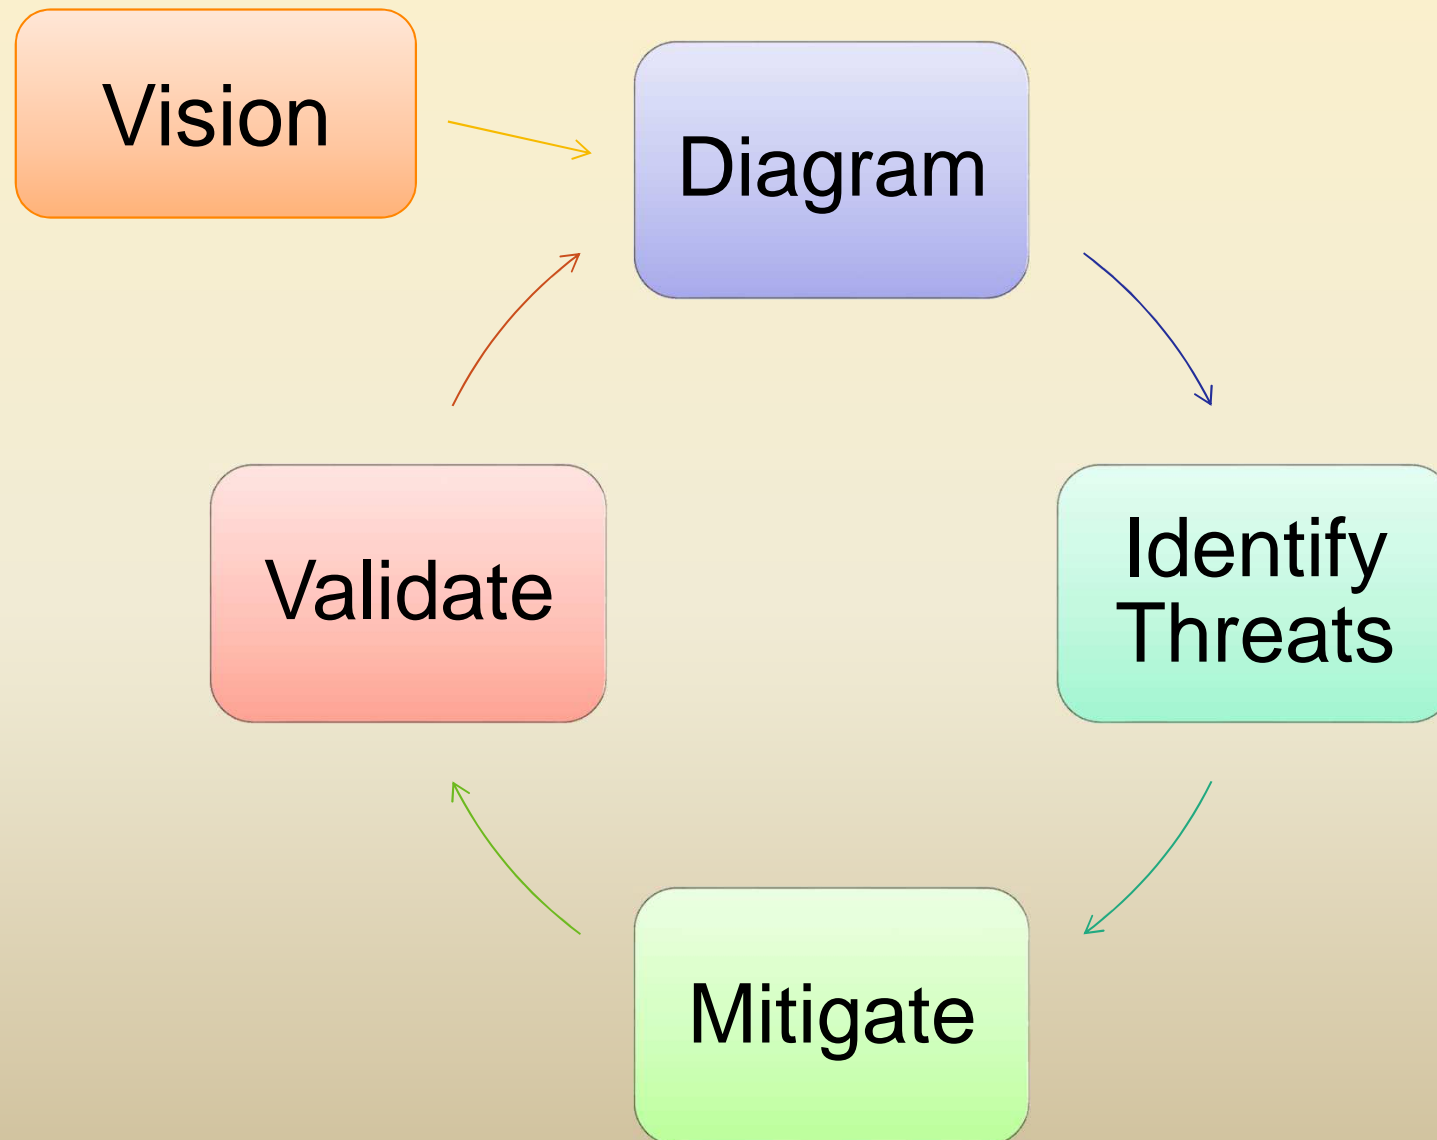 Vision
Diagram
Identify
Threats
Mitigate
Validate